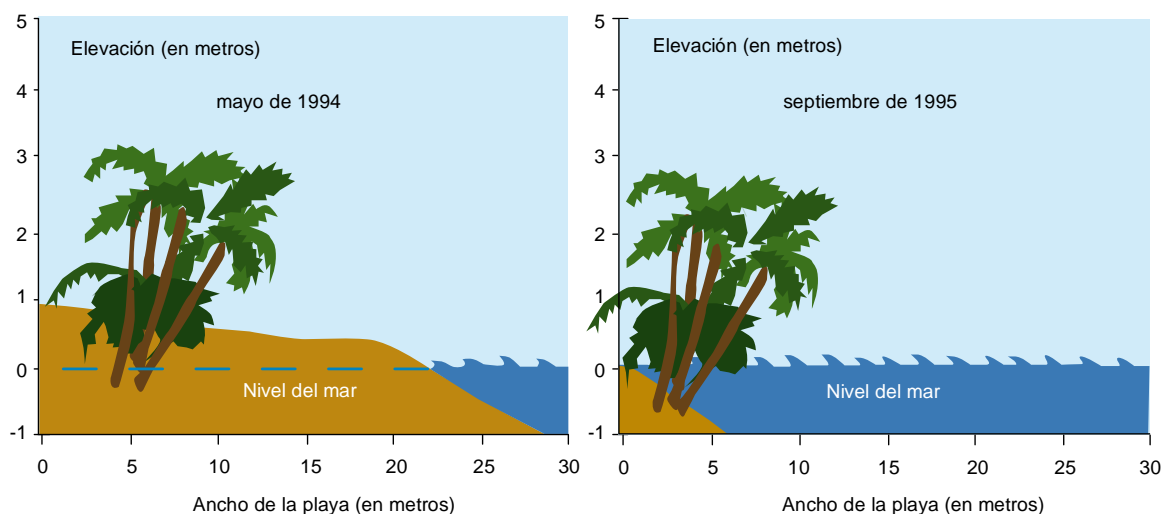 5
Elevación (en metros)
4
mayo de 1994
3
2
1
0
Nivel del mar
-1
0 5 10 15 20 25 30
Ancho de la playa (en metros)
5
Elevación (en metros)
4
septiembre de 1995
3
2
1
0
Nivel del mar
-1
0 5 10 15 20 25 30
Ancho de la playa (en metros)